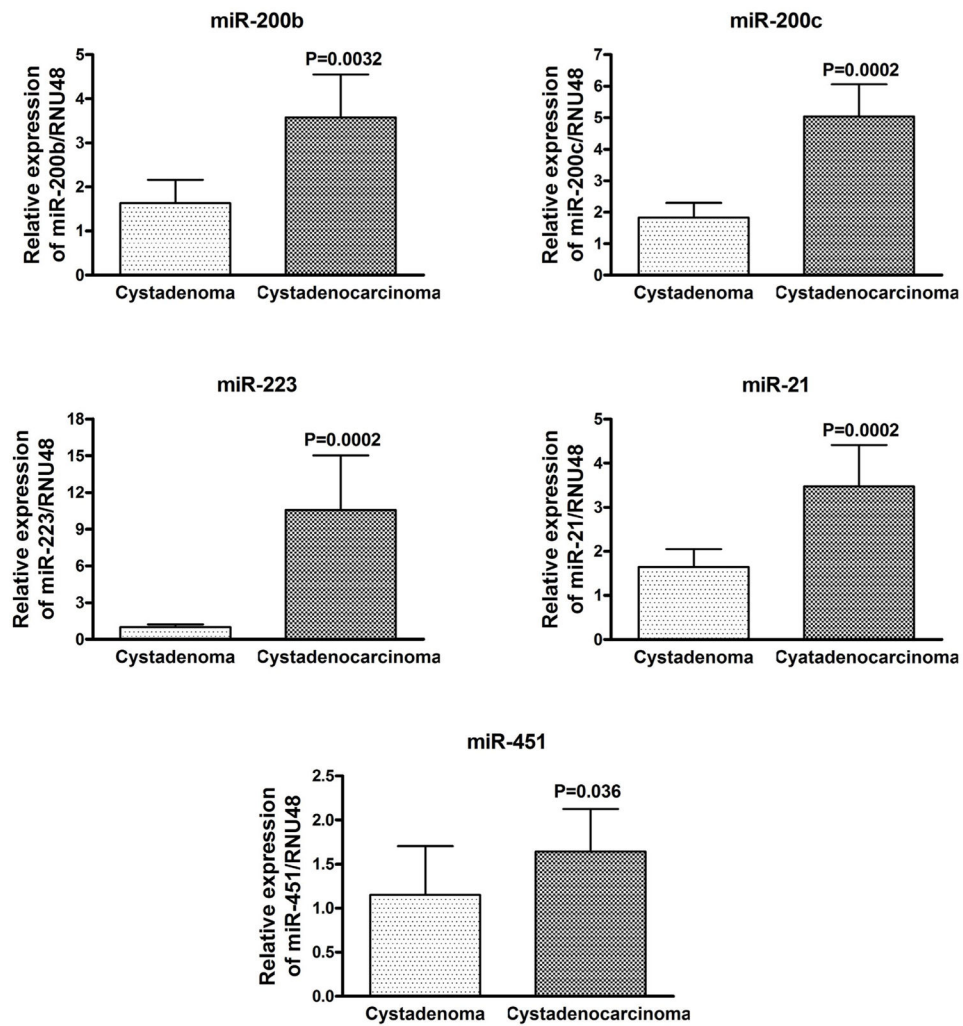 miR-200b
Relative expression
of miR-200b/RNU48
5
4
3
2
1
0
P=0.0032
Cystadenoma Cystadenocarcinoma
miR-200c
Relative expression
of miR-200c/RNU48
7
6
5
4
3
2
1
0
P=0.0002
Cystadenoma Cystadenocarcinoma
miR-223
Relative expression
of miR-223/RNU48
18
15
12
9
6
3
0
P=0.0002
Cystadenoma Cystadenocarcinoma
miR-21
Relative expression
of miR-21/RNU48
5
4
3
2
1
0
P=0.0002
Cystadenoma Cyatadenocarcinoma
miR-451
Relative expression
of miR-451/RNU48
2.5
2.0
1.5
1.0
0.5
0.0
P=0.036
Cystadenoma Cystadenocarcinoma